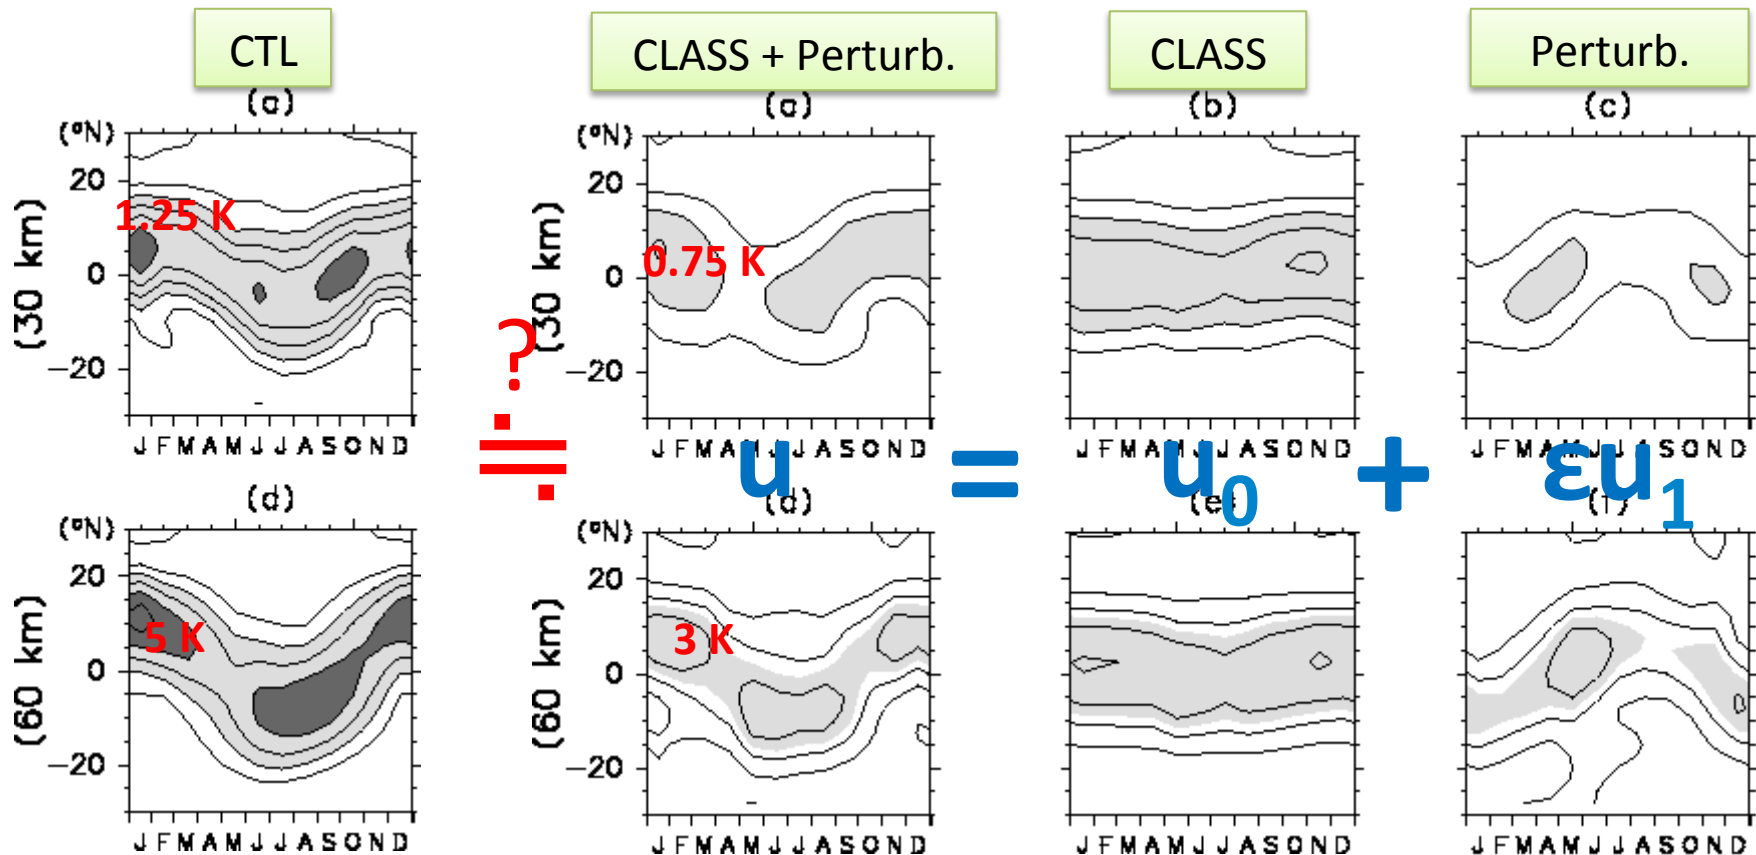 CTL
CLASS + Perturb.
CLASS
Perturb.
(a)
(a)
(b)
(c)
(°N)
20
0
−20
(30 km)
1.25 K
J F M A M J J A S O N D
(°N)
20
0
−20
(30 km)
0.75 K
J F M A M J J A S O N D
J F M A M J J A S O N D
J F M A M J J A S O N D
?
≒
u
=
u0
+
εu1
(d)
(d)
(e)
(f)
(°N)
20
0
−20
(60 km)
5 K
J F M A M J J A S O N D
(°N)
20
0
−20
(60 km)
3 K
J F M A M J J A S O N D
J F M A M J J A S O N D
J F M A M J J A S O N D